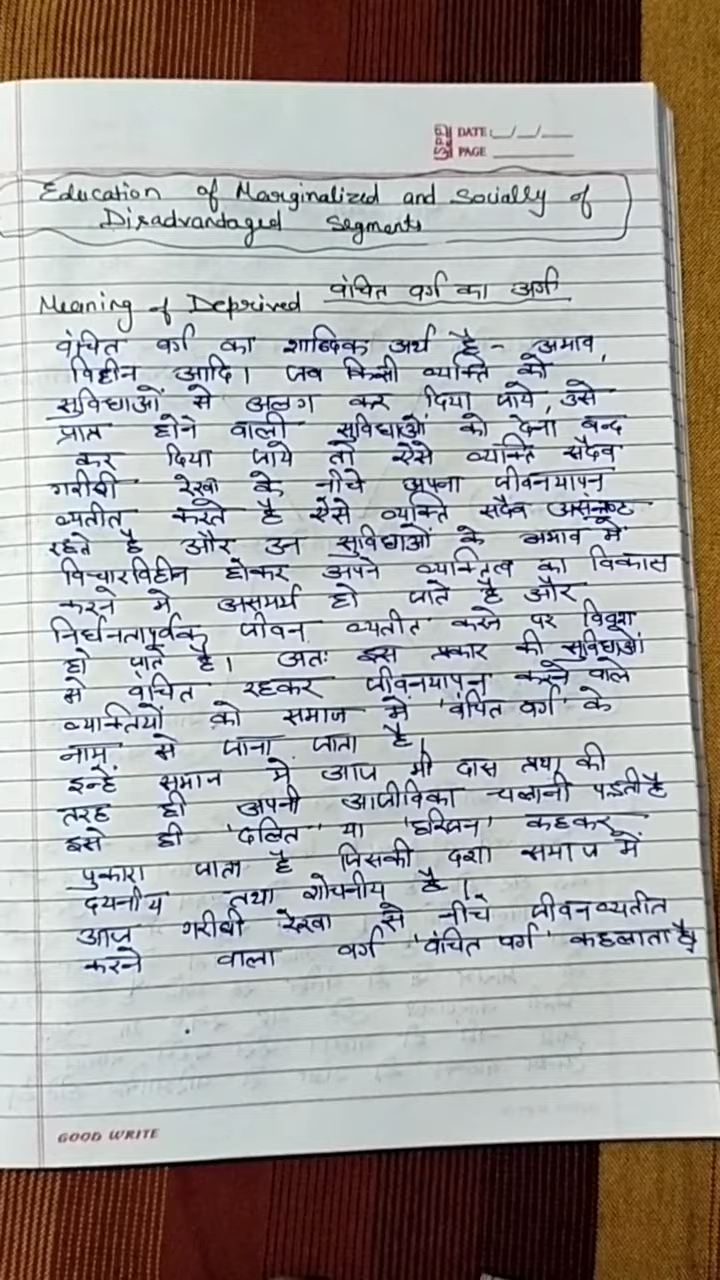 DATE: __/__/__
PAGE
Education of Marginalized and Socially of
Disadvandaged Segments
Meaning of Deprived वंचित वर्ग का अर्थ
वंचित वर्ग का शाब्दिक अर्थ है - अभाव,
विहीन आदि। जब किसी व्यक्ति को
सुविधाओं से अलग कर दिया जाये, उसे
प्राप्त होने वाली सुविधाओं को देना बन्द
कर दिया जाये तो ऐसे व्यक्ति सदैव
गरीबी रेखा के नीचे अपना जीवनयापन
व्यतीत करते है ऐसे व्यक्ति सदैव असंतुष्ट
रहते है और उन सुविधाओं के अभाव में
विचारविहीन होकर अपने व्यक्तित्व का विकास
करने में असमर्थ हो जाते है और
निर्धनतापूर्वक जीवन व्यतीत करने पर विवश
हो जाते है। अतः इस प्रकार की सुविधाओं
से वंचित रहकर जीवनयापन करने वाले
व्यक्तियों को समाज में 'वंचित वर्ग' के
नाम से जाना जाता है।
इन्हें समाज में आज भी दास तथा की
तरह ही अपनी आजीविका चलानी पड़ती है
इसे ही 'दलित' या 'हरिजन' कहकर
पुकारा जाता है जिसकी दशा समाज में
दयनीय तथा शोचनीय है।
आज गरीबी रेखा से नीचे जीवन व्यतीत
करने वाला वर्ग 'वंचित वर्ग' कहलाता है।
GOOD WRITE